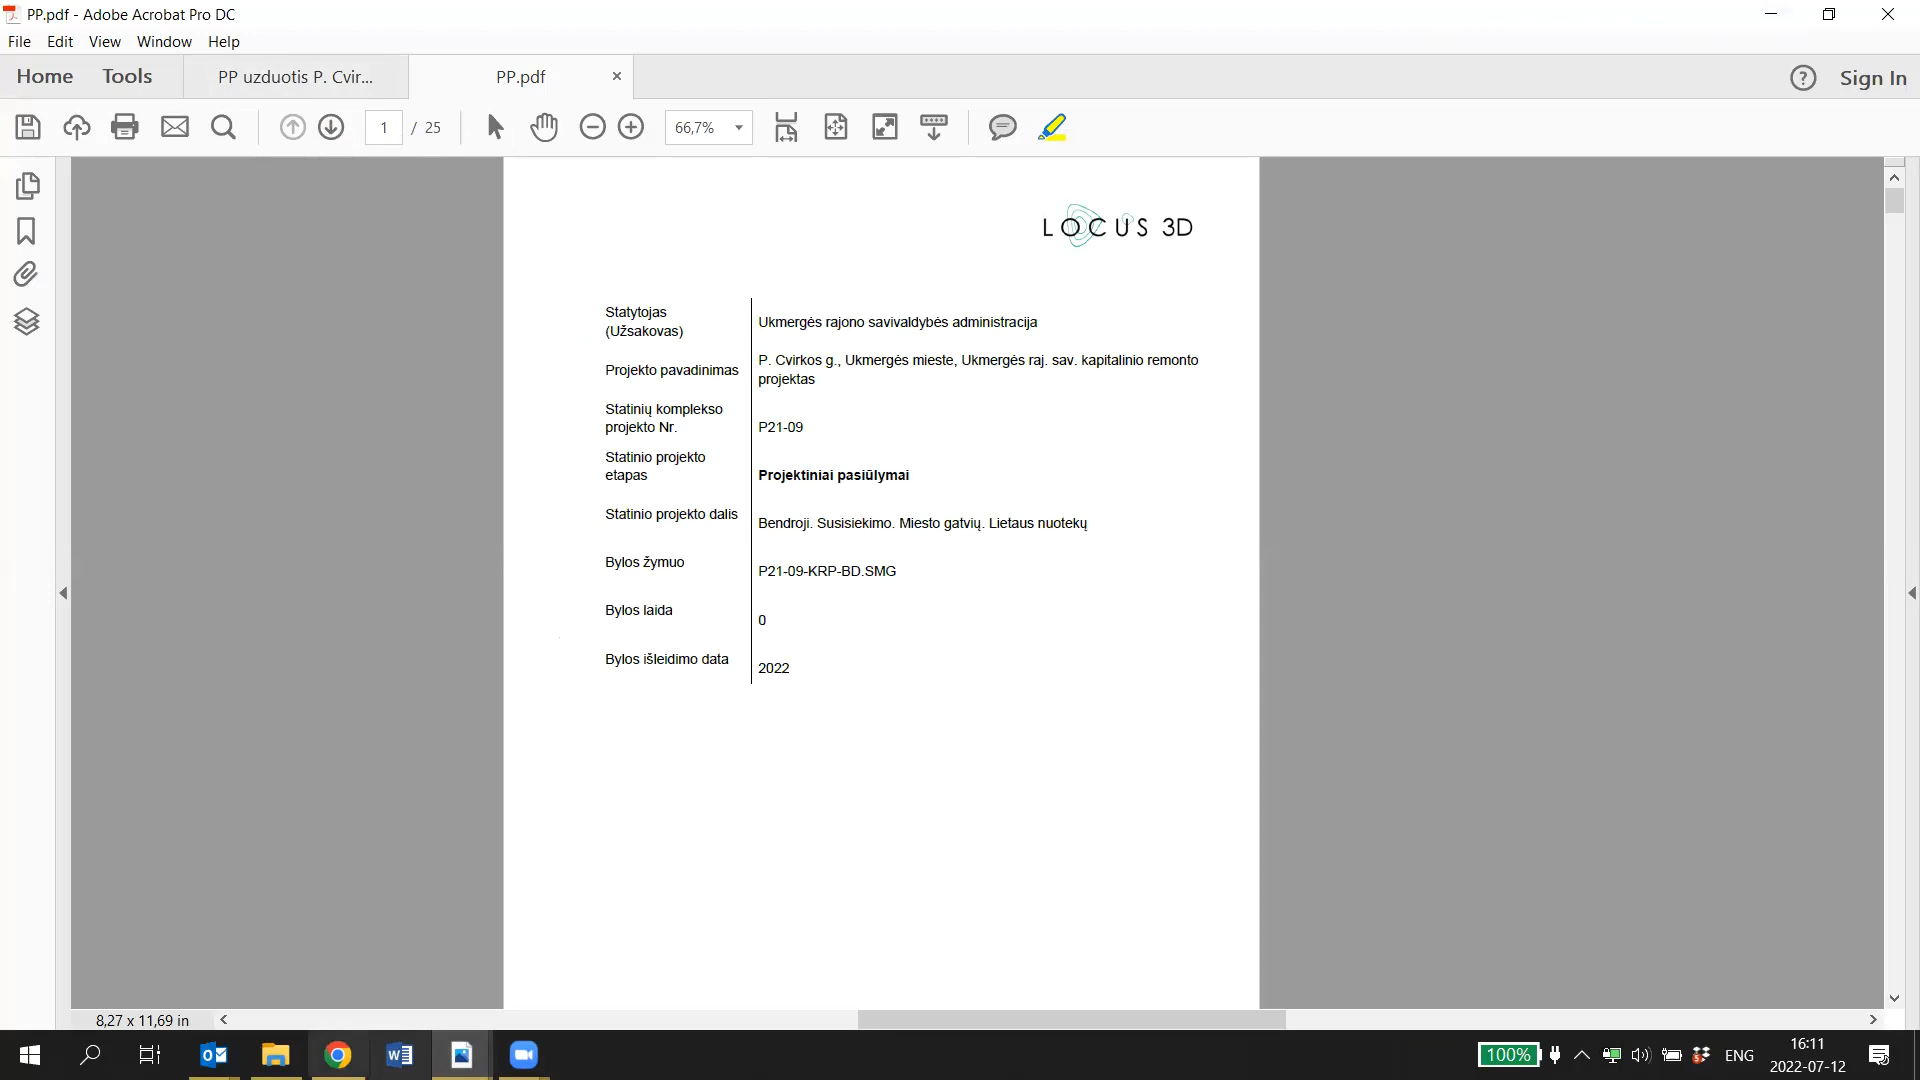 PP.pdf - Adobe Acrobat Pro DC
File Edit View Window Help
Home Tools PP uzduotis P. Cvir... PP.pdf × ? Sign In
1 / 25 66,7%
LOCUS 3D
Statytojas
(Užsakovas)
Ukmergės rajono savivaldybės administracija
Projekto pavadinimas
P. Cvirkos g., Ukmergės mieste, Ukmergės raj. sav. kapitalinio remonto
projektas
Statinių komplekso
projekto Nr.
P21-09
Statinio projekto
etapas
Projektiniai pasiūlymai
Statinio projekto dalis
Bendroji. Susisiekimo. Miesto gatvių. Lietaus nuotekų
Bylos žymuo
P21-09-KRP-BD.SMG
Bylos laida
0
Bylos išleidimo data
2022
8,27 x 11,69 in
100% ENG
16:11
2022-07-12